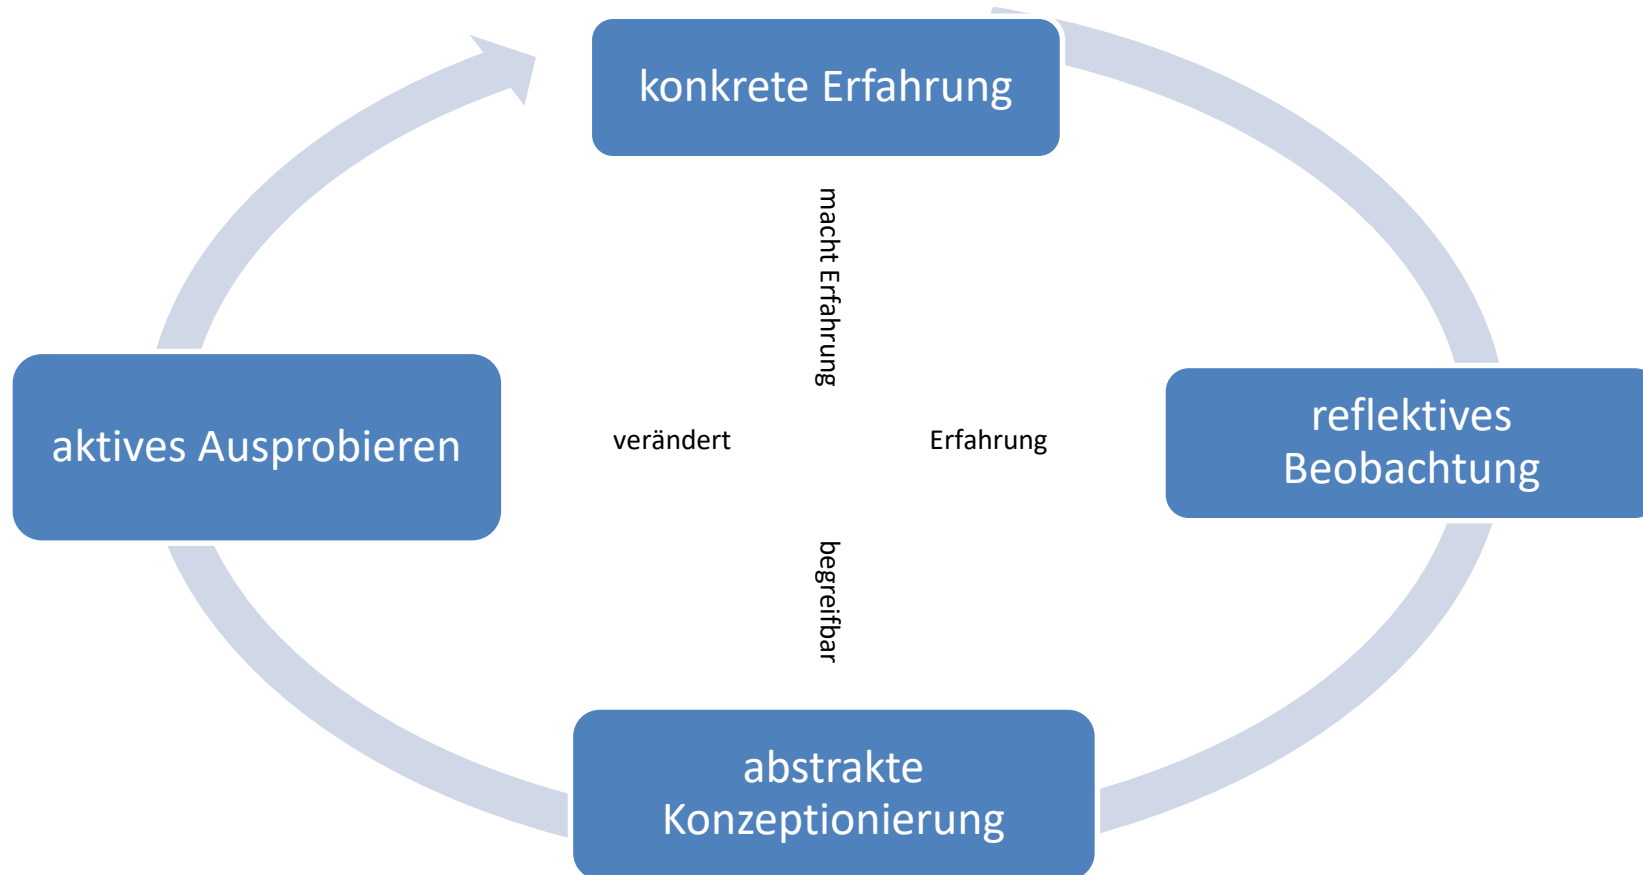 konkrete Erfahrung
macht Erfahrung
aktives Ausprobieren
verändert
Erfahrung
reflektives
Beobachtung
begreifbar
abstrakte
Konzeptionierung